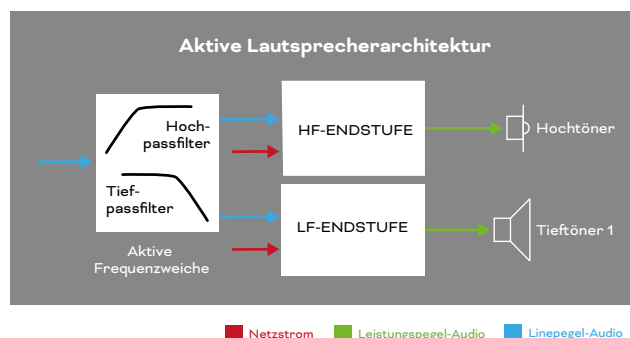 Aktive Lautsprecherarchitektur
Hoch-
passfilter
Tief-
passfilter
Aktive
Frequenzweiche
HF-ENDSTUFE
LF-ENDSTUFE
Hochtöner
Tieftöner 1
Netzstrom
Leistungspegel-Audio
Linepegel-Audio